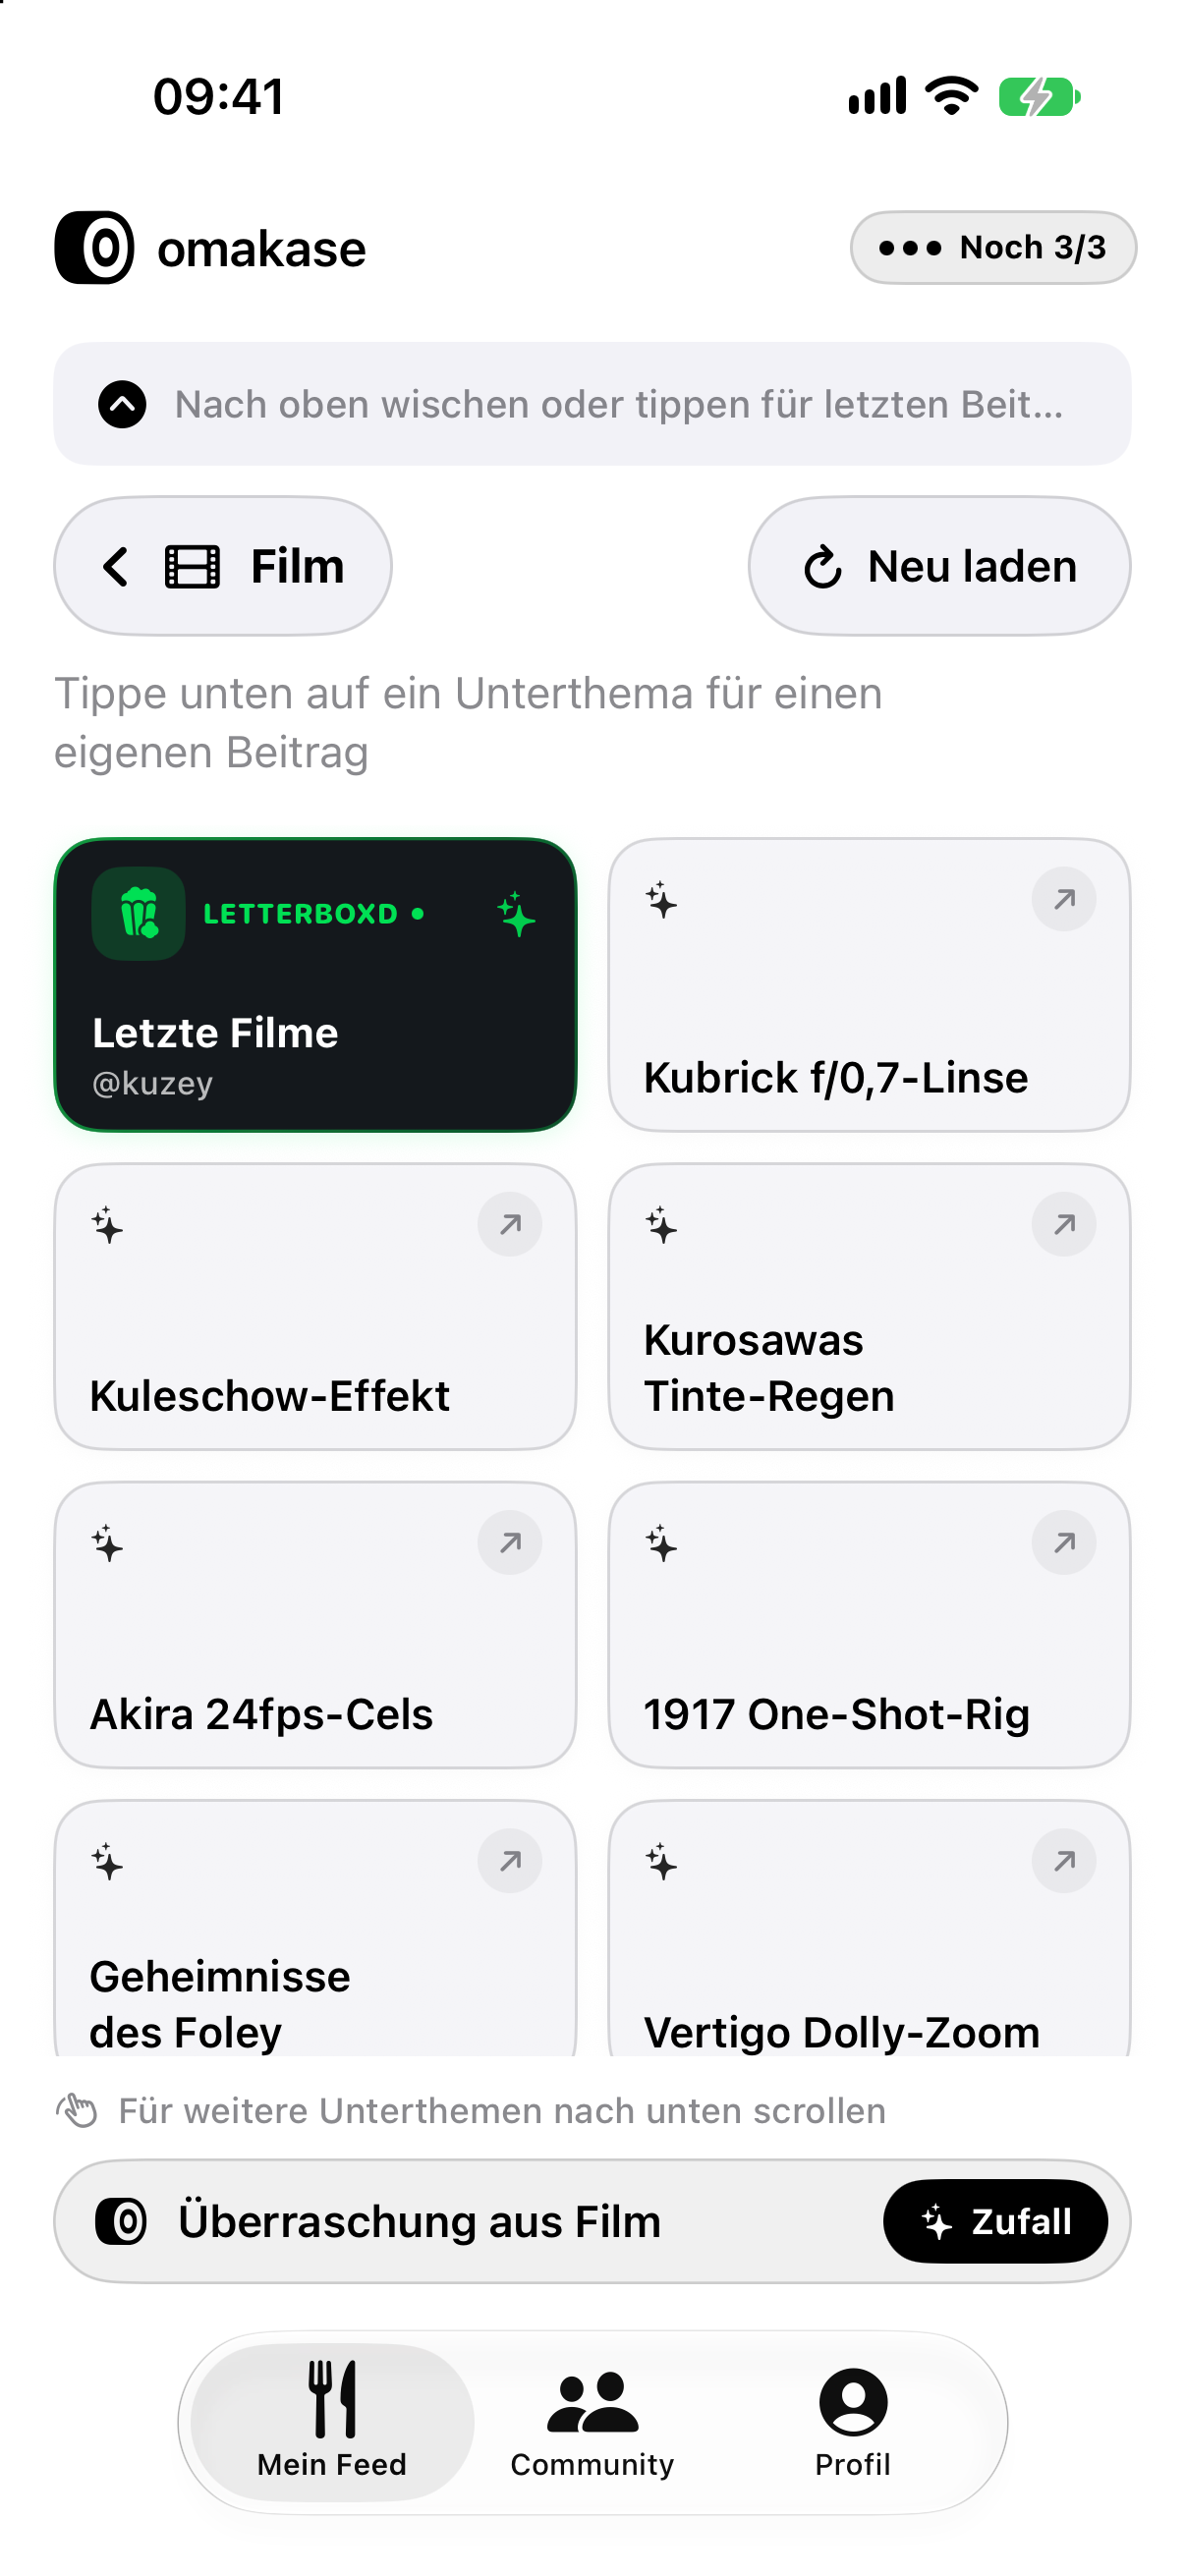 09:41
omakase
Noch 3/3
Nach oben wischen oder tippen für letzten Beit...
Film
Neu laden
Tippe unten auf ein Unterthema für einen
eigenen Beitrag
LETTERBOXD •
Letzte Filme
@kuzey
Kubrick f/0,7-Linse
Kuleschow-Effekt
Kurosawas
Tinte-Regen
Akira 24fps-Cels
1917 One-Shot-Rig
Geheimnisse
des Foley
Vertigo Dolly-Zoom
Für weitere Unterthemen nach unten scrollen
Überraschung aus Film
Zufall
Mein Feed
Community
Profil